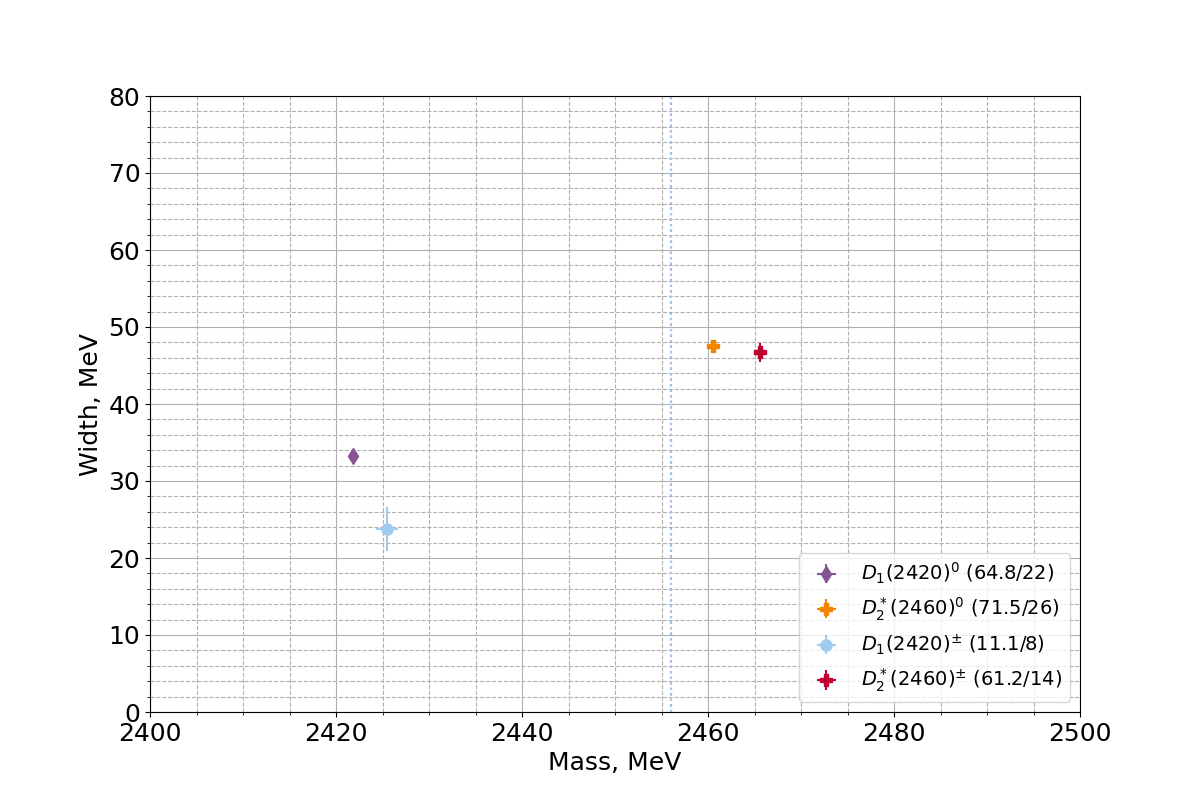 80
70
60
50
40
30
20
10
0
Width, MeV
2400 2420 2440 2460 2480 2500
Mass, MeV
D₁(2420)⁰ (64.8/22)
D₂*(2460)⁰ (71.5/26)
D₁(2420)± (11.1/8)
D₂*(2460)± (61.2/14)